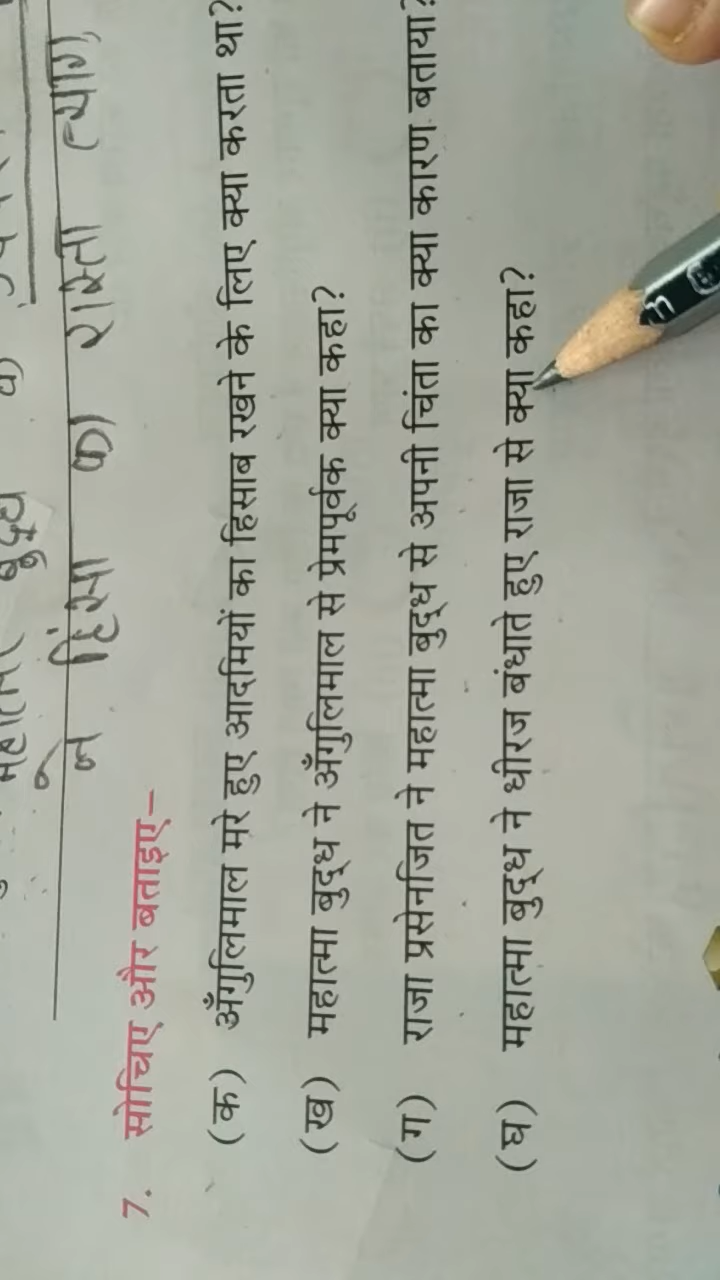 ने हिंसा का रास्ता त्याग
7. सोचिए और बताइए–
(क) अँगुलिमाल मरे हुए आदमियों का हिसाब रखने के लिए क्या करता था?
(ख) महात्मा बुद्ध ने अँगुलिमाल से प्रेमपूर्वक क्या कहा?
(ग) राजा प्रसेनजित ने महात्मा बुद्ध से अपनी चिंता का क्या कारण बताया?
(घ) महात्मा बुद्ध ने धीरज बंधाते हुए राजा से क्या कहा?